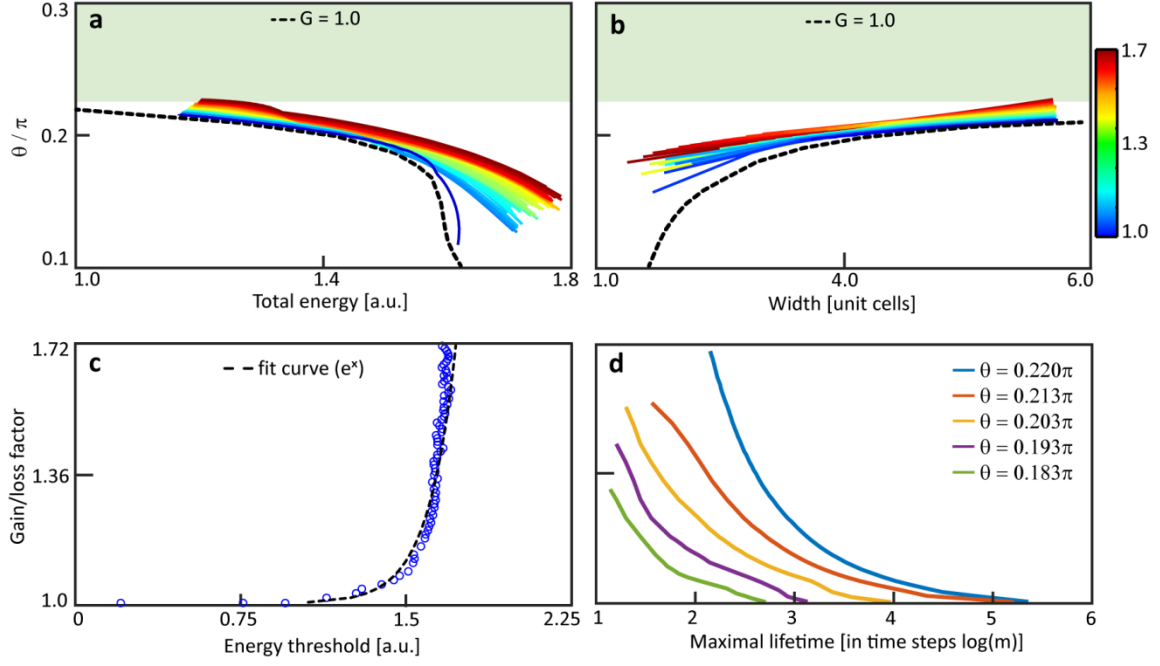 0.3
a
G = 1.0
b
G = 1.0
1.7
θ / π
0.2
1.3
0.1
1.0
1.0
1.4
1.8
1.0
4.0
6.0
Total energy [a.u.]
Width [unit cells]
1.72
c
fit curve (eˣ)
d
θ = 0.220π
θ = 0.213π
θ = 0.203π
θ = 0.193π
θ = 0.183π
Gain/loss factor
1.36
1.0
0.75
1.5
2.25
1
2
3
4
5
6
Energy threshold [a.u.]
Maximal lifetime [in time steps log(m)]